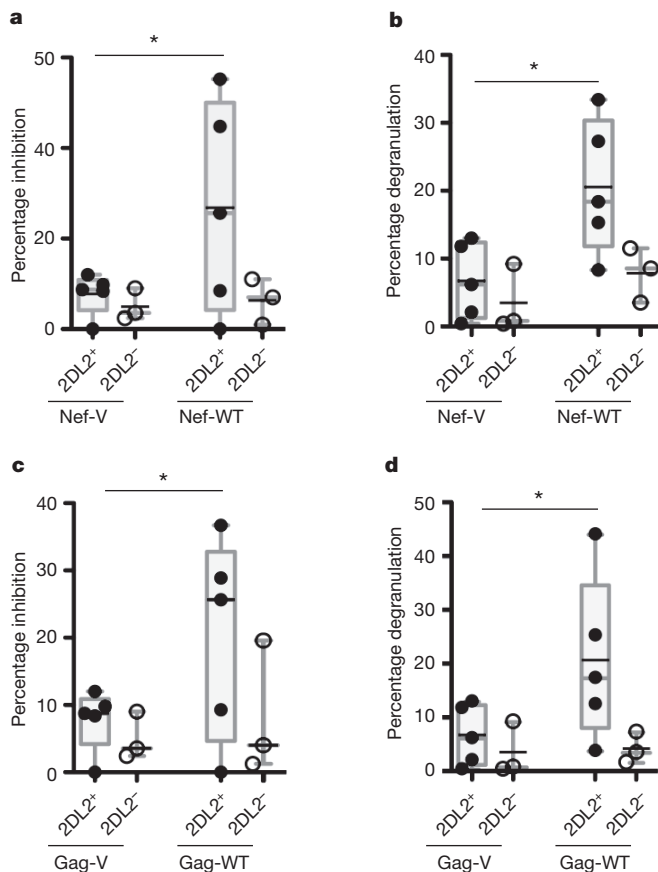 a
*
50
40
20
0
Percentage inhibition
2DL2⁺
2DL2⁻
2DL2⁺
2DL2⁻
Nef-V
Nef-WT
b
*
40
30
20
10
0
Percentage degranulation
2DL2⁺
2DL2⁻
2DL2⁺
2DL2⁻
Nef-V
Nef-WT
c
*
40
30
20
10
0
Percentage inhibition
2DL2⁺
2DL2⁻
2DL2⁺
2DL2⁻
Gag-V
Gag-WT
d
*
50
40
30
20
10
0
Percentage degranulation
2DL2⁺
2DL2⁻
2DL2⁺
2DL2⁻
Gag-V
Gag-WT